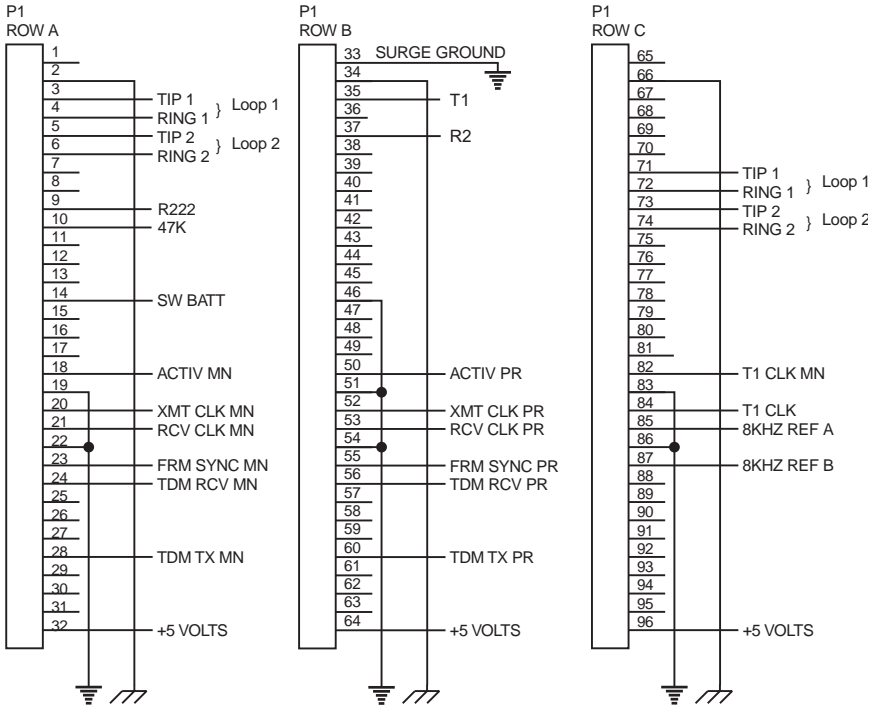 P1
ROW A
1
2
3 TIP 1
4 RING 1 } Loop 1
5 TIP 2
6 RING 2 } Loop 2
7
8
9 R222
10 47K
11
12
13
14 SW BATT
15
16
17
18 ACTIV MN
19
20 XMT CLK MN
21 RCV CLK MN
22
23 FRM SYNC MN
24 TDM RCV MN
25
26
27
28 TDM TX MN
29
30
31
32 +5 VOLTS
P1
ROW B
33 SURGE GROUND
34
35 T1
36
37 R2
38
39
40
41
42
43
44
45
46
47
48
49
50 ACTIV PR
51
52 XMT CLK PR
53 RCV CLK PR
54
55 FRM SYNC PR
56 TDM RCV PR
57
58
59
60 TDM TX PR
61
62
63
64 +5 VOLTS
P1
ROW C
65
66
67
68
69
70
71 TIP 1
72 RING 1 } Loop 1
73 TIP 2
74 RING 2 } Loop 2
75
76
77
78
79
80
81
82 T1 CLK MN
83
84 T1 CLK
85 8KHZ REF A
86
87 8KHZ REF B
88
89
90
91
92
93
94
95
96 +5 VOLTS